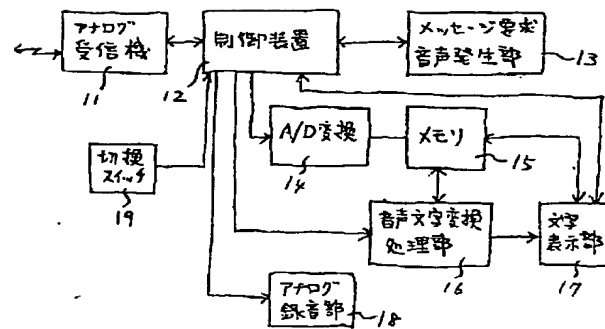 アナログ
受信機
11
制御装置
12
メッセージ要求
音声発生部
13
切換
スイッチ
19
A/D変換
14
メモリ
15
音声文字変換
処理部
16
文字
表示部
17
アナログ
録音部
18